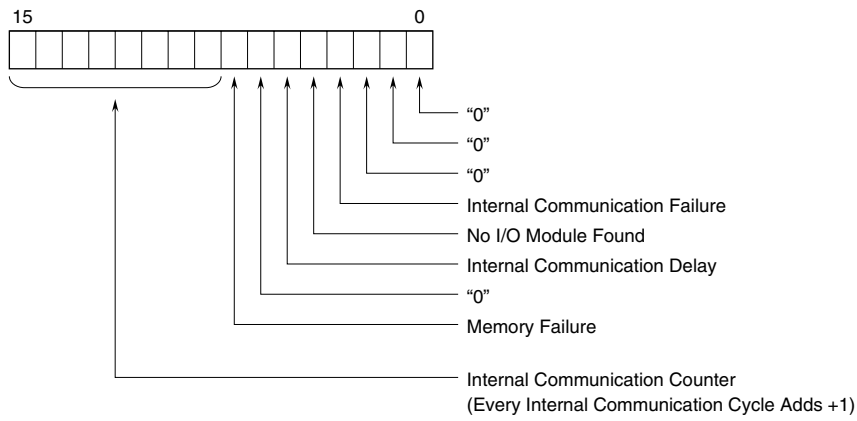 15 0
“0”
“0”
“0”
Internal Communication Failure
No I/O Module Found
Internal Communication Delay
“0”
Memory Failure
Internal Communication Counter
(Every Internal Communication Cycle Adds +1)